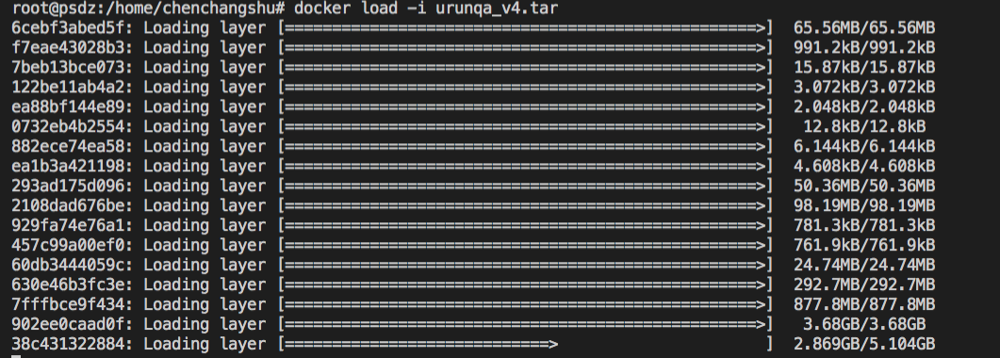 root@psdz:/home/chenchangshu# docker load -i urunqa_v4.tar
6cebf3abed5f: Loading layer [==================================================>]  65.56MB/65.56MB
f7eae43028b3: Loading layer [==================================================>]  991.2kB/991.2kB
7beb13bce073: Loading layer [==================================================>]  15.87kB/15.87kB
122be11ab4a2: Loading layer [==================================================>]  3.072kB/3.072kB
ea88bf144e89: Loading layer [==================================================>]  2.048kB/2.048kB
0732eb4b2554: Loading layer [==================================================>]   12.8kB/12.8kB
882ece74ea58: Loading layer [==================================================>]  6.144kB/6.144kB
ea1b3a421198: Loading layer [==================================================>]  4.608kB/4.608kB
293ad175d096: Loading layer [==================================================>]  50.36MB/50.36MB
2108dad676be: Loading layer [==================================================>]  98.19MB/98.19MB
929fa74e76a1: Loading layer [==================================================>]  781.3kB/781.3kB
457c99a00ef0: Loading layer [==================================================>]  761.9kB/761.9kB
60db3444059c: Loading layer [==================================================>]  24.74MB/24.74MB
630e46b3fc3e: Loading layer [==================================================>]  292.7MB/292.7MB
7fffbce9f434: Loading layer [==================================================>]  877.8MB/877.8MB
902ee0caad0f: Loading layer [==================================================>]   3.68GB/3.68GB
38c431322884: Loading layer [============================>                      ]  2.869GB/5.104GB